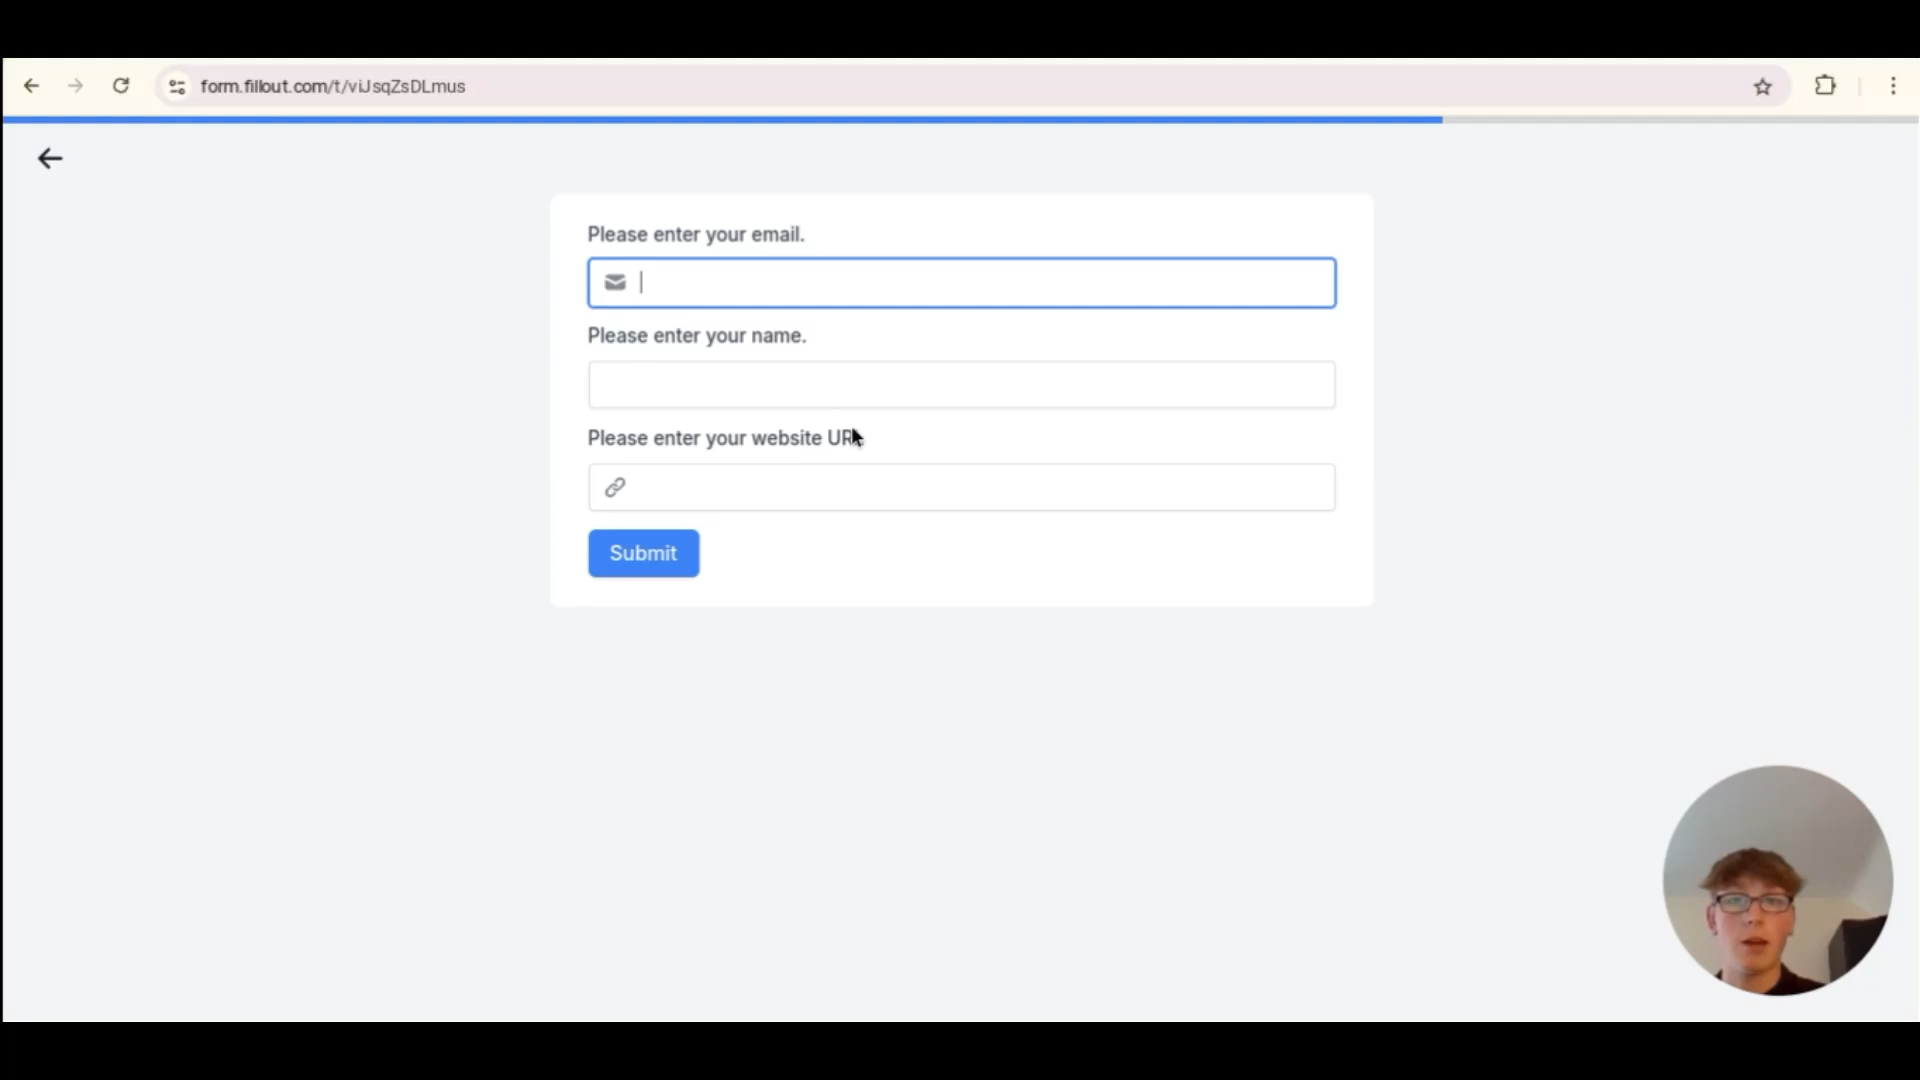 form.fillout.com/t/viJsqZsDLmus
Please enter your email.
Please enter your name.
Please enter your website UR
Submit